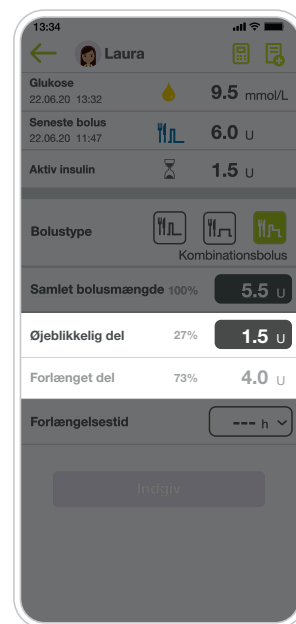 13:34
Laura
Glukose
22.06.20 13:32
9.5 mmol/L
Seneste bolus
22.06.20 11:47
6.0 U
Aktiv insulin
1.5 U
Bolustype
Kombinationsbolus
Samlet bolusmængde 100% 5.5 U
Øjeblikkelig del 27% 1.5 U
Forlænget del 73% 4.0 U
Forlængelsestid --- h
Indgiv